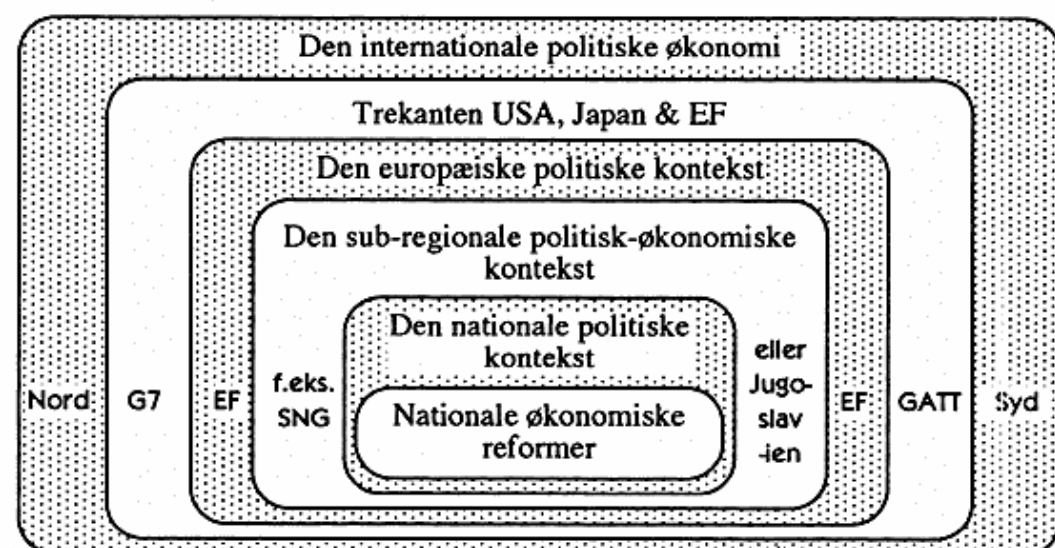 Den internationale politiske økonomi
Trekanten USA, Japan & EF
Den europæiske politiske kontekst
Den sub-regionale politisk-økonomiske
kontekst
Den nationale politiske
kontekst
Nationale økonomiske
reformer
Nord
G7
EF
f.eks.
SNG
eller
Jugo-
slav
-ien
EF
GATT
Syd